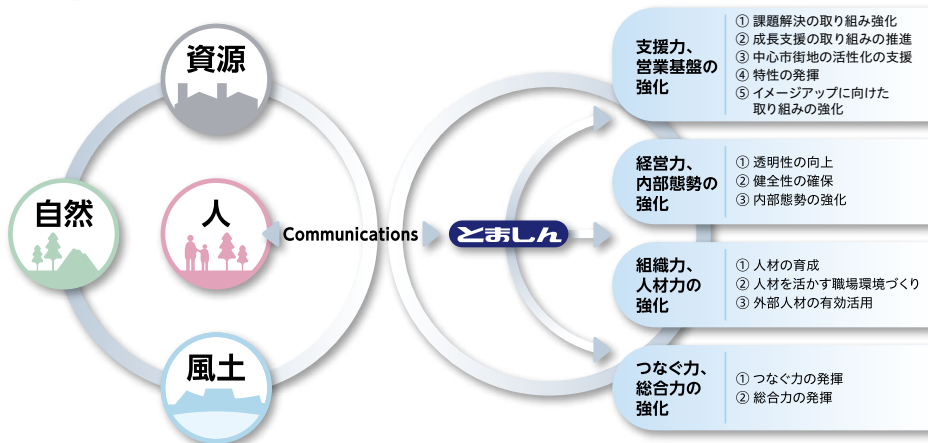 資源
自然
人
風土
Communications
とましん
支援力、
営業基盤の
強化
① 課題解決の取り組み強化
② 成長支援の取り組みの推進
③ 中心市街地の活性化の支援
④ 特性の発揮
⑤ イメージアップに向けた
取り組みの強化
経営力、
内部態勢の
強化
① 透明性の向上
② 健全性の確保
③ 内部態勢の強化
組織力、
人材力の
強化
① 人材の育成
② 人材を活かす職場環境づくり
③ 外部人材の有効活用
つなぐ力、
総合力の
強化
① つなぐ力の発揮
② 総合力の発揮